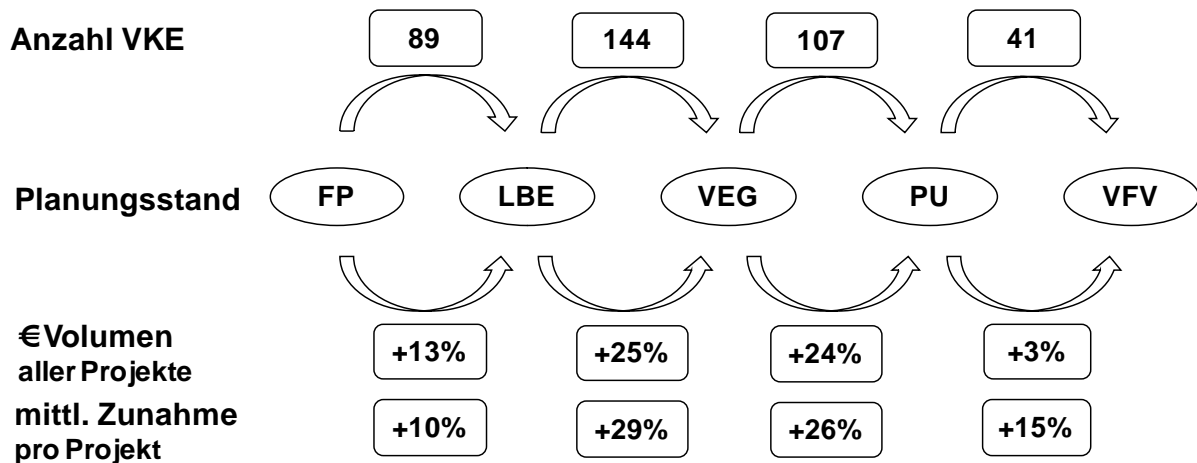 Anzahl VKE 89 144 107 41
Planungsstand FP LBE VEG PU VFV
€Volumen
aller Projekte
+13% +25% +24% +3%
mittl. Zunahme
pro Projekt
+10% +29% +26% +15%